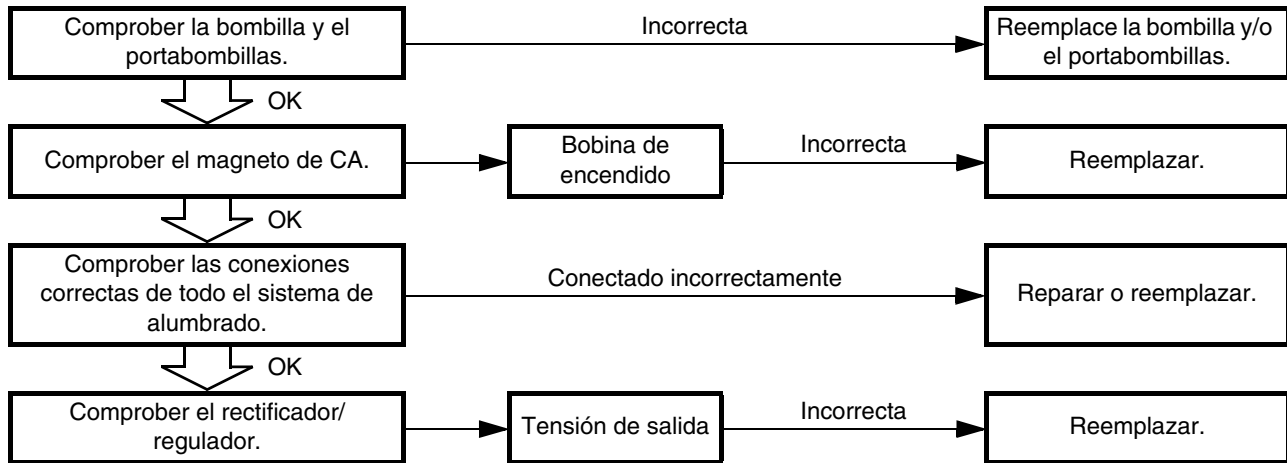 Comprober la bombilla y el
portabombillas.
Incorrecta
Reemplace la bombilla y/o
el portabombillas.
OK
Comprober el magneto de CA.
Bobina de
encendido
Incorrecta
Reemplazar.
OK
Comprober las conexiones
correctas de todo el sistema de
alumbrado.
Conectado incorrectamente
Reparar o reemplazar.
OK
Comprober el rectificador/
regulador.
Tensión de salida
Incorrecta
Reemplazar.